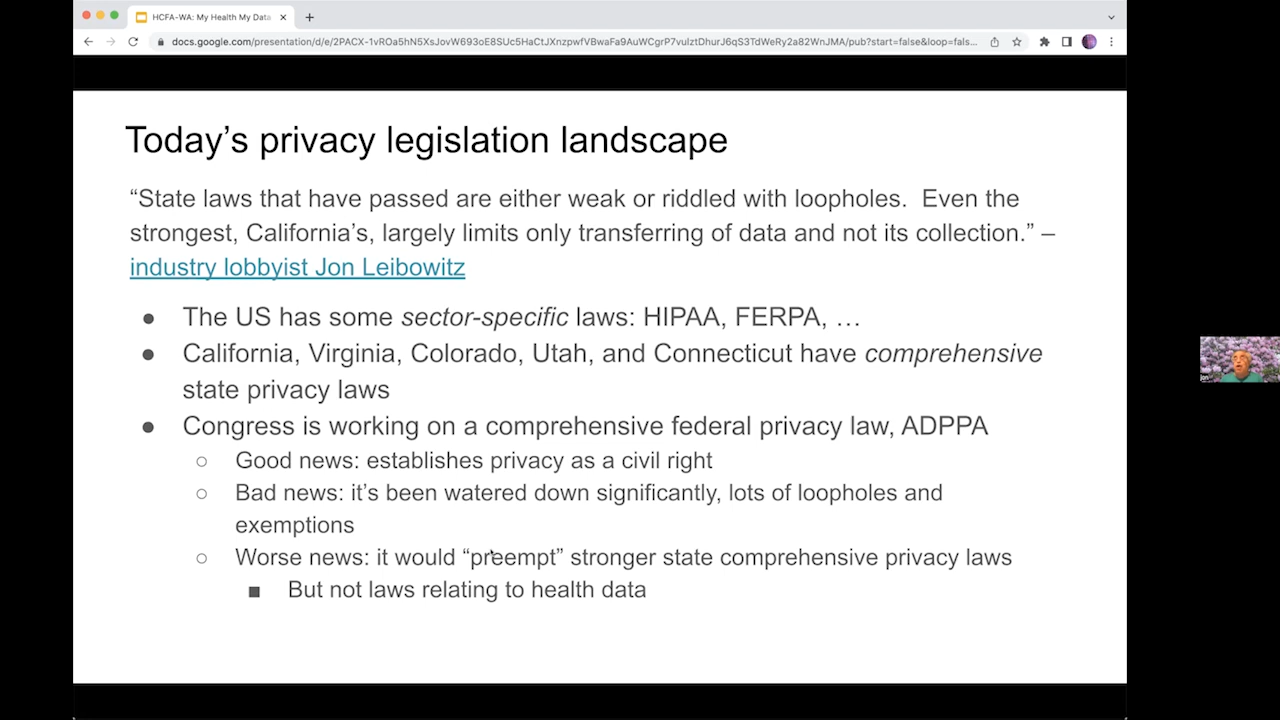 HCFA-WA: My Health My Data
docs.google.com/presentation/d/e/2PACX-1vROa5hN5XsJovW693oE8SUc5HaCtJXnzpwfVBwaFa9AuWCgrP7vulztDhurJ6qS3TdWeRy2a82WnJMA/pub?start=false&loop=fals...
Today's privacy legislation landscape
“State laws that have passed are either weak or riddled with loopholes. Even the
strongest, California's, largely limits only transferring of data and not its collection.” –
industry lobbyist Jon Leibowitz
● The US has some sector-specific laws: HIPAA, FERPA, …
● California, Virginia, Colorado, Utah, and Connecticut have comprehensive
state privacy laws
● Congress is working on a comprehensive federal privacy law, ADPPA
○ Good news: establishes privacy as a civil right
○ Bad news: it's been watered down significantly, lots of loopholes and
exemptions
○ Worse news: it would “preempt” stronger state comprehensive privacy laws
■ But not laws relating to health data
Jon